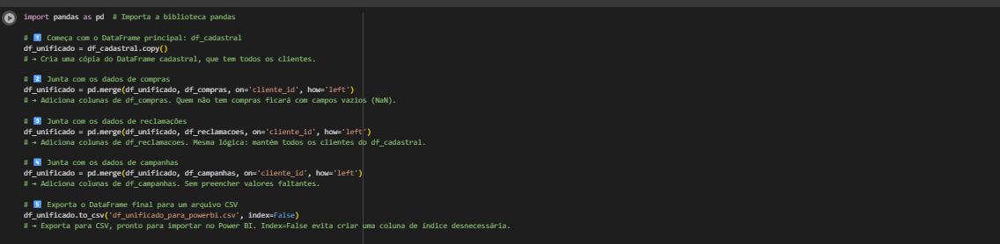 import pandas as pd  # Importa a biblioteca pandas
# 1️⃣ Começa com o DataFrame principal: df_cadastral
df_unificado = df_cadastral.copy()
# → Cria uma cópia do DataFrame cadastral, que tem todos os clientes.
# 2️⃣ Junta com os dados de compras
df_unificado = pd.merge(df_unificado, df_compras, on='cliente_id', how='left')
# → Adiciona colunas de df_compras. Quem não tem compras ficará com campos vazios (NaN).
# 3️⃣ Junta com os dados de reclamações
df_unificado = pd.merge(df_unificado, df_reclamacoes, on='cliente_id', how='left')
# → Adiciona colunas de df_reclamacoes. Mesma lógica: mantém todos os clientes do df_cadastral.
# 4️⃣ Junta com os dados de campanhas
df_unificado = pd.merge(df_unificado, df_campanhas, on='cliente_id', how='left')
# → Adiciona colunas de df_campanhas. Sem preencher valores faltantes.
# 5️⃣ Exporta o DataFrame final para um arquivo CSV
df_unificado.to_csv('df_unificado_para_powerbi.csv', index=False)
# → Exporta para CSV, pronto para importar no Power BI. Index=False evita criar uma coluna de índice desnecessária.